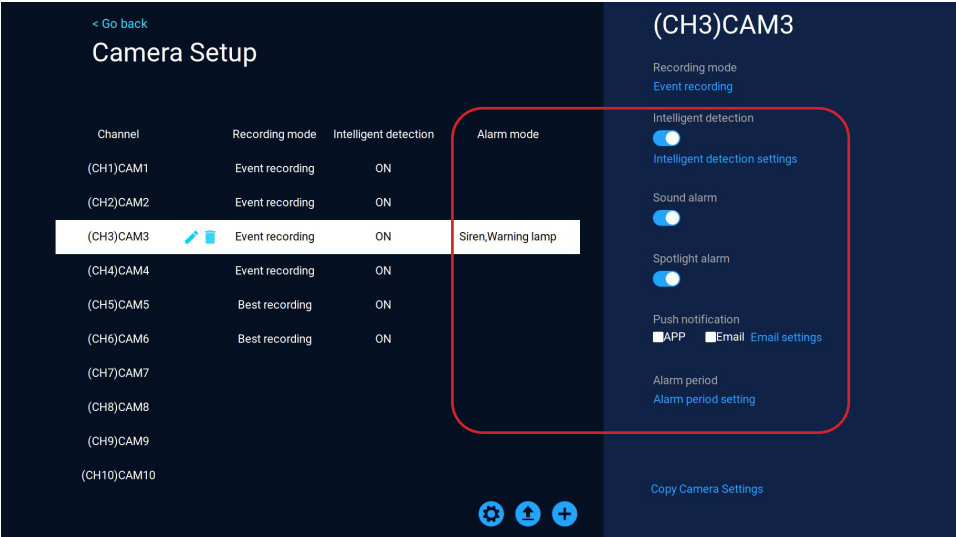 < Go back
Camera Setup
Channel Recording mode Intelligent detection Alarm mode
(CH1)CAM1 Event recording ON
(CH2)CAM2 Event recording ON
(CH3)CAM3 Event recording ON Siren,Warning lamp
(CH4)CAM4 Event recording ON
(CH5)CAM5 Best recording ON
(CH6)CAM6 Best recording ON
(CH7)CAM7
(CH8)CAM8
(CH9)CAM9
(CH10)CAM10
(CH3)CAM3
Recording mode
Event recording
Intelligent detection
Intelligent detection settings
Sound alarm
Spotlight alarm
Push notification
APP Email Email settings
Alarm period
Alarm period setting
Copy Camera Settings